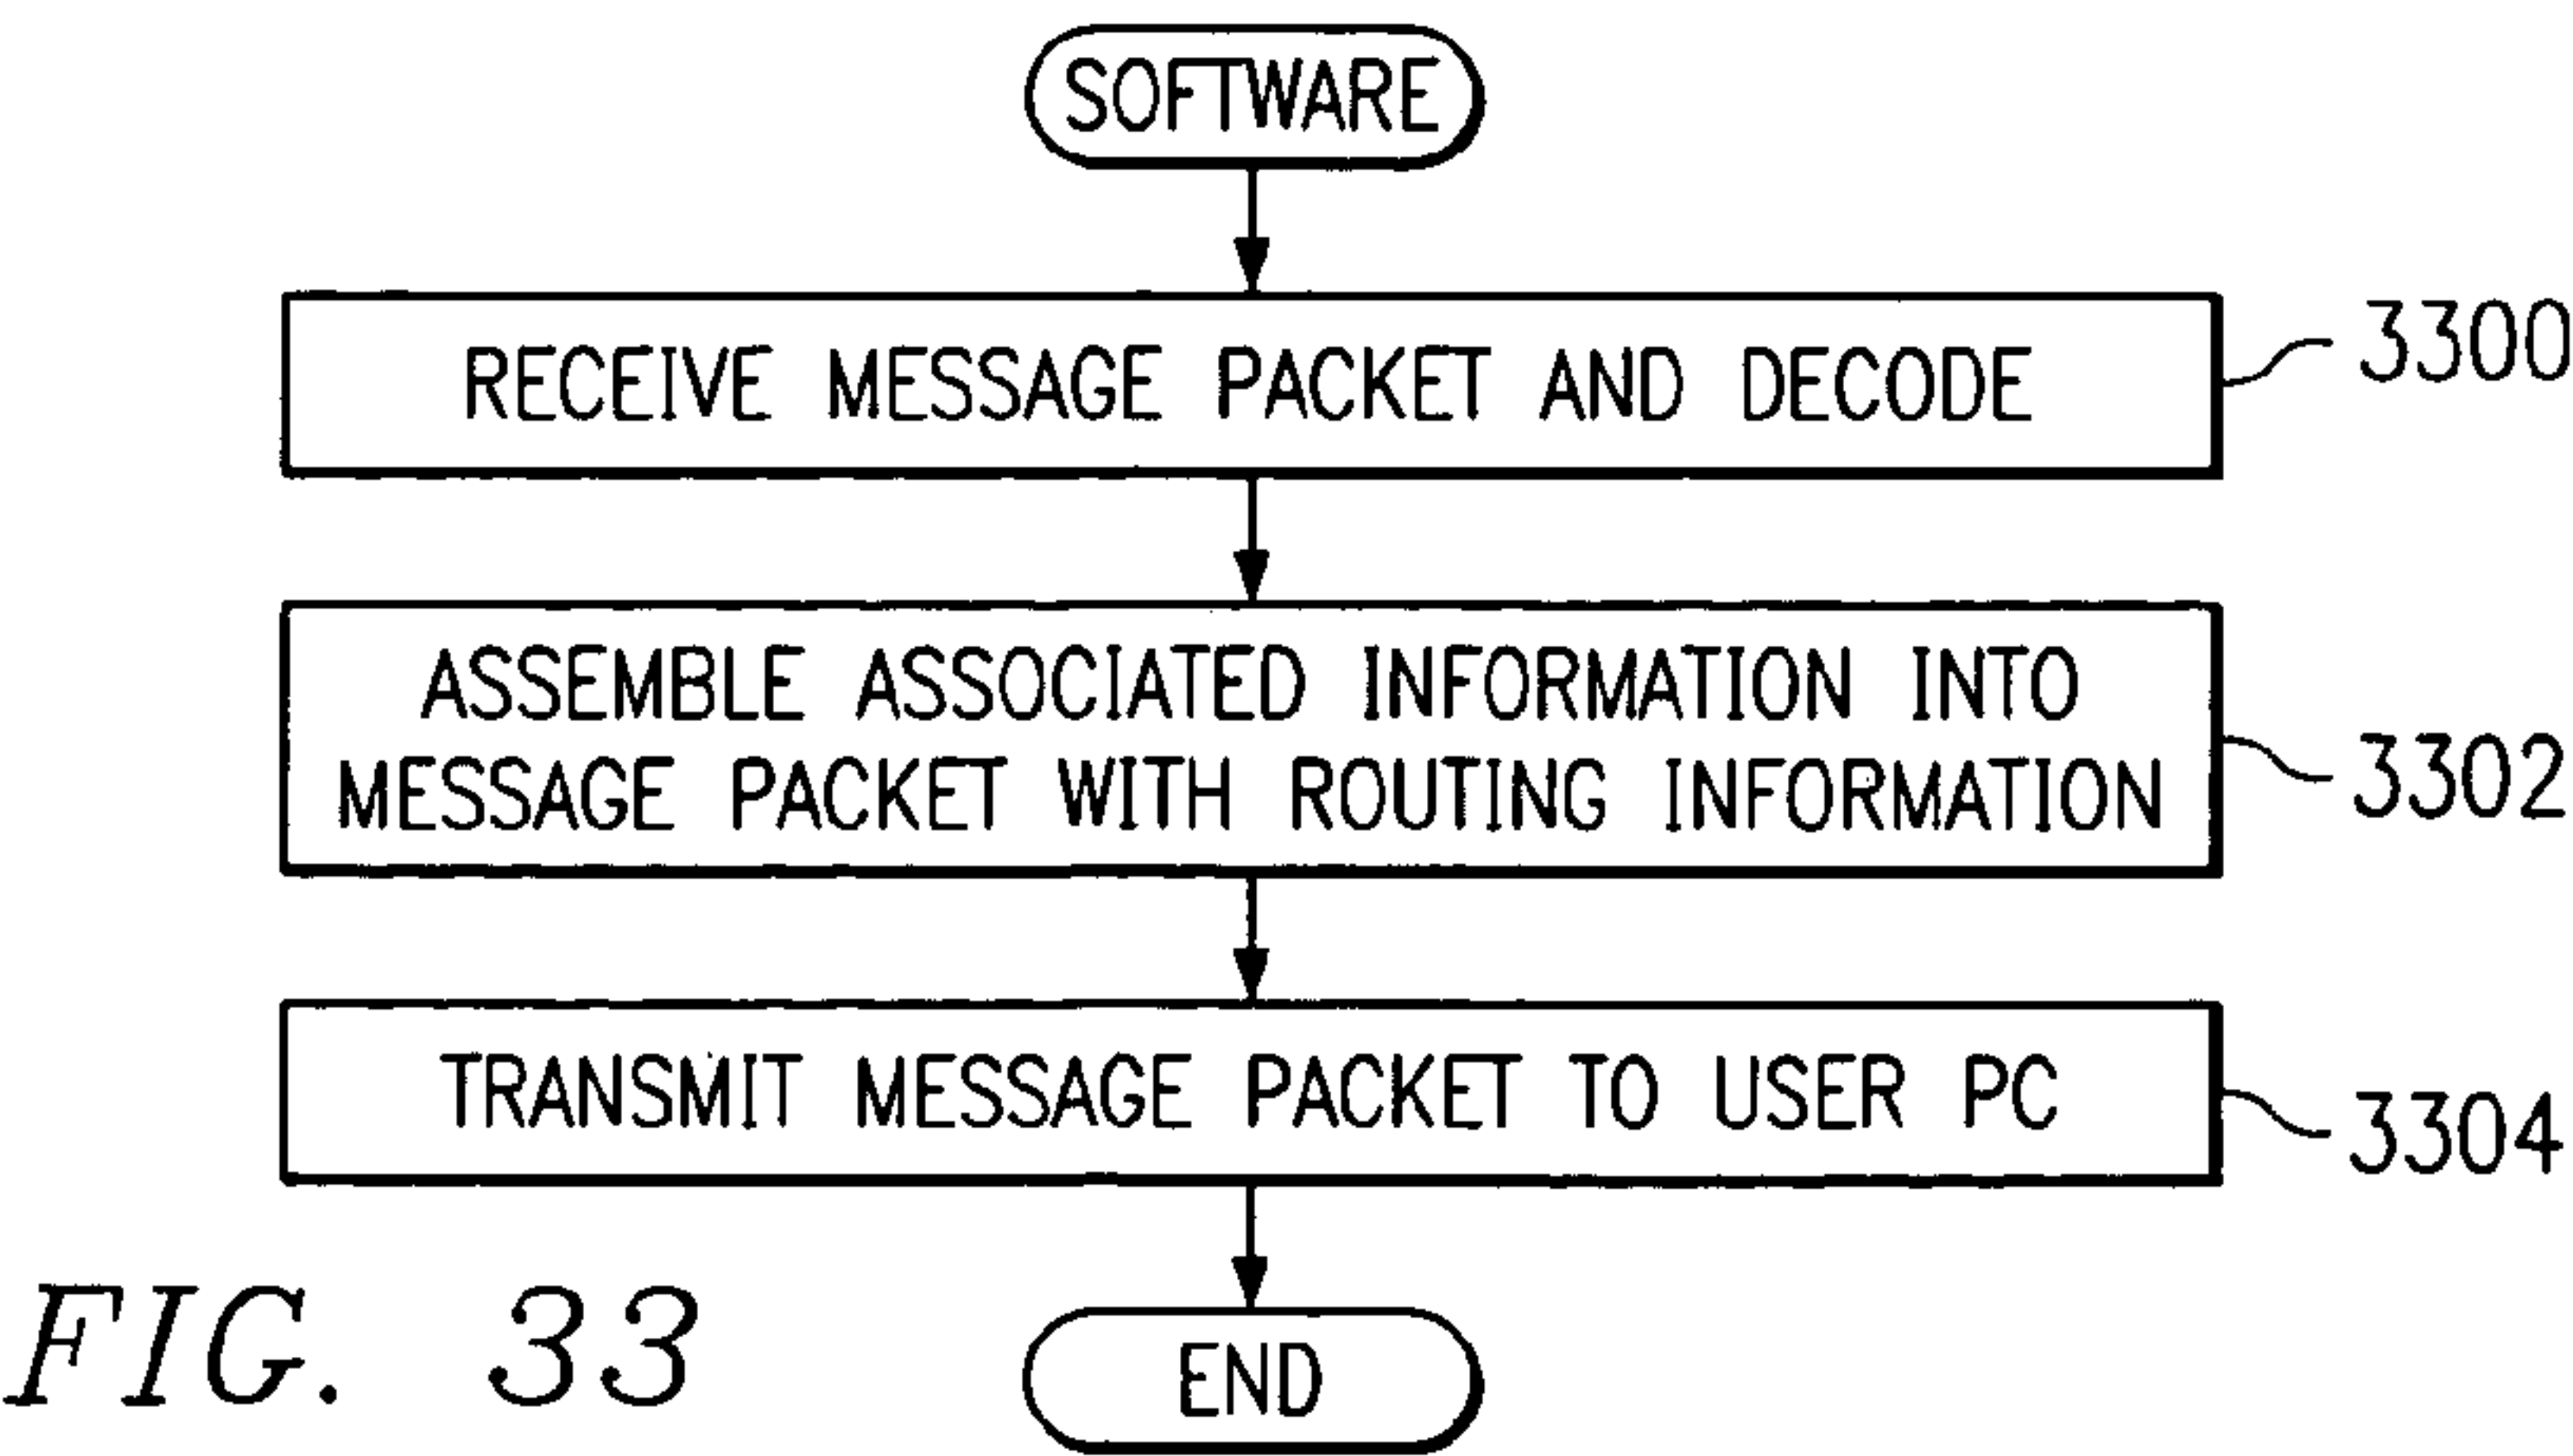 SOFTWARE
RECEIVE MESSAGE PACKET AND DECODE
3300
ASSEMBLE ASSOCIATED INFORMATION INTO
MESSAGE PACKET WITH ROUTING INFORMATION
3302
TRANSMIT MESSAGE PACKET TO USER PC
3304
END
FIG. 33